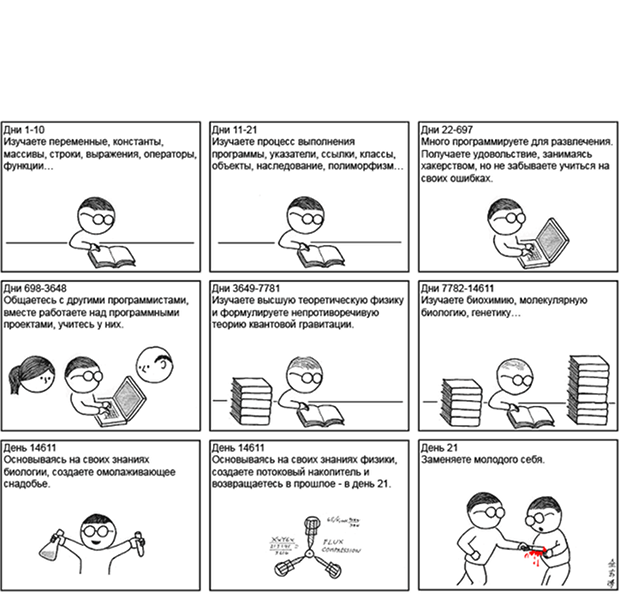 Дни 1-10
Изучаете переменные, константы,
массивы, строки, выражения, операторы,
функции...
Дни 11-21
Изучаете процесс выполнения
программы, указатели, ссылки, классы,
объекты, наследование, полиморфизм...
Дни 22-697
Много программируете для развлечения.
Получаете удовольствие, занимаясь
хакерством, но не забываете учиться на
своих ошибках.
Дни 698-3648
Общаетесь с другими программистами,
вместе работаете над программными
проектами, учитесь у них.
Дни 3649-7781
Изучаете высшую теоретическую физику
и формулируете непротиворечивую
теорию квантовой гравитации.
Дни 7782-14611
Изучаете биохимию, молекулярную
биологию, генетику...
День 14611
Основываясь на своих знаниях
биологии, создаете омолаживающее
снадобье.
День 14611
Основываясь на своих знаниях физики,
создаете потоковый накопитель и
возвращаетесь в прошлое - в день 21.
FLUX
День 21
Заменяете молодого себя.